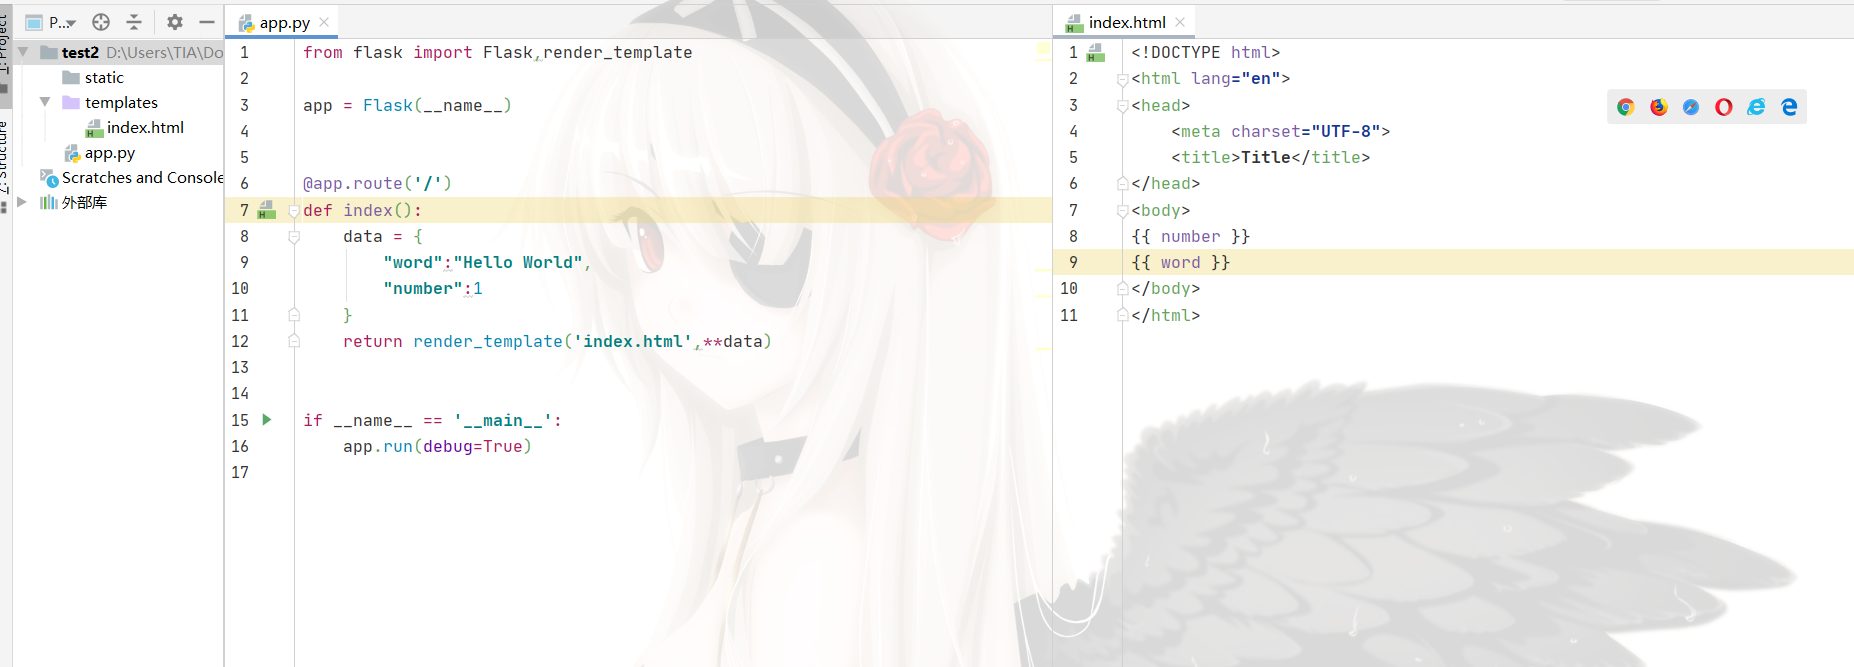 1: Project
7: Structure
P...
test2 D:\Users\TIA\Do
static
templates
index.html
app.py
Scratches and Console
外部库
app.py
1 from flask import Flask,render_template
2
3 app = Flask(__name__)
4
5
6 @app.route('/')
7 def index():
8     data = {
9         "word":"Hello World",
10         "number":1
11     }
12     return render_template('index.html',**data)
13
14
15 if __name__ == '__main__':
16     app.run(debug=True)
17
index.html
1 <!DOCTYPE html>
2 <html lang="en">
3 <head>
4     <meta charset="UTF-8">
5     <title>Title</title>
6 </head>
7 <body>
8 {{ number }}
9 {{ word }}
10 </body>
11 </html>